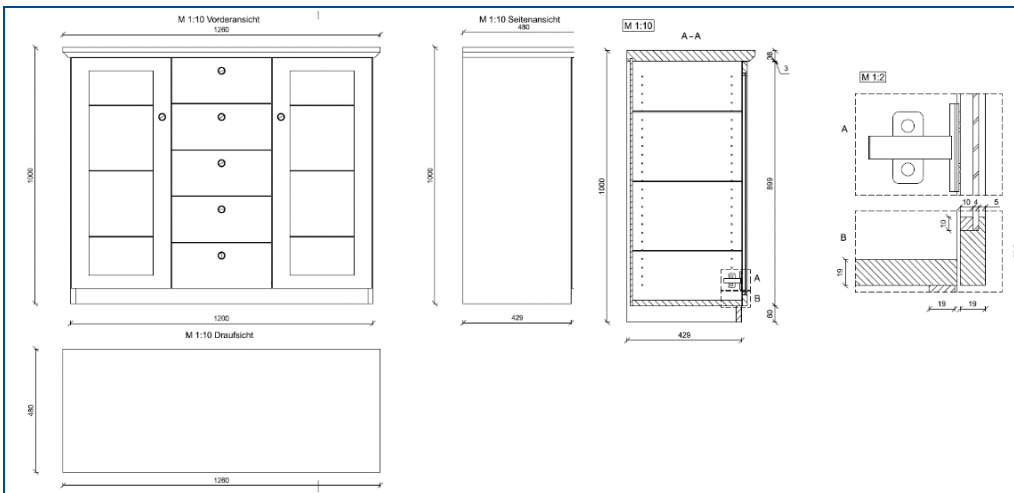 M 1:10 Vorderansicht
1260
1000
1200
M 1:10 Seitenansicht
480
1000
429
M 1:10
A-A
38
3
1000
899
A
B
60
429
M 1:2
A
10 4 5
10
B
19
19 19
M 1:10 Draufsicht
480
1260